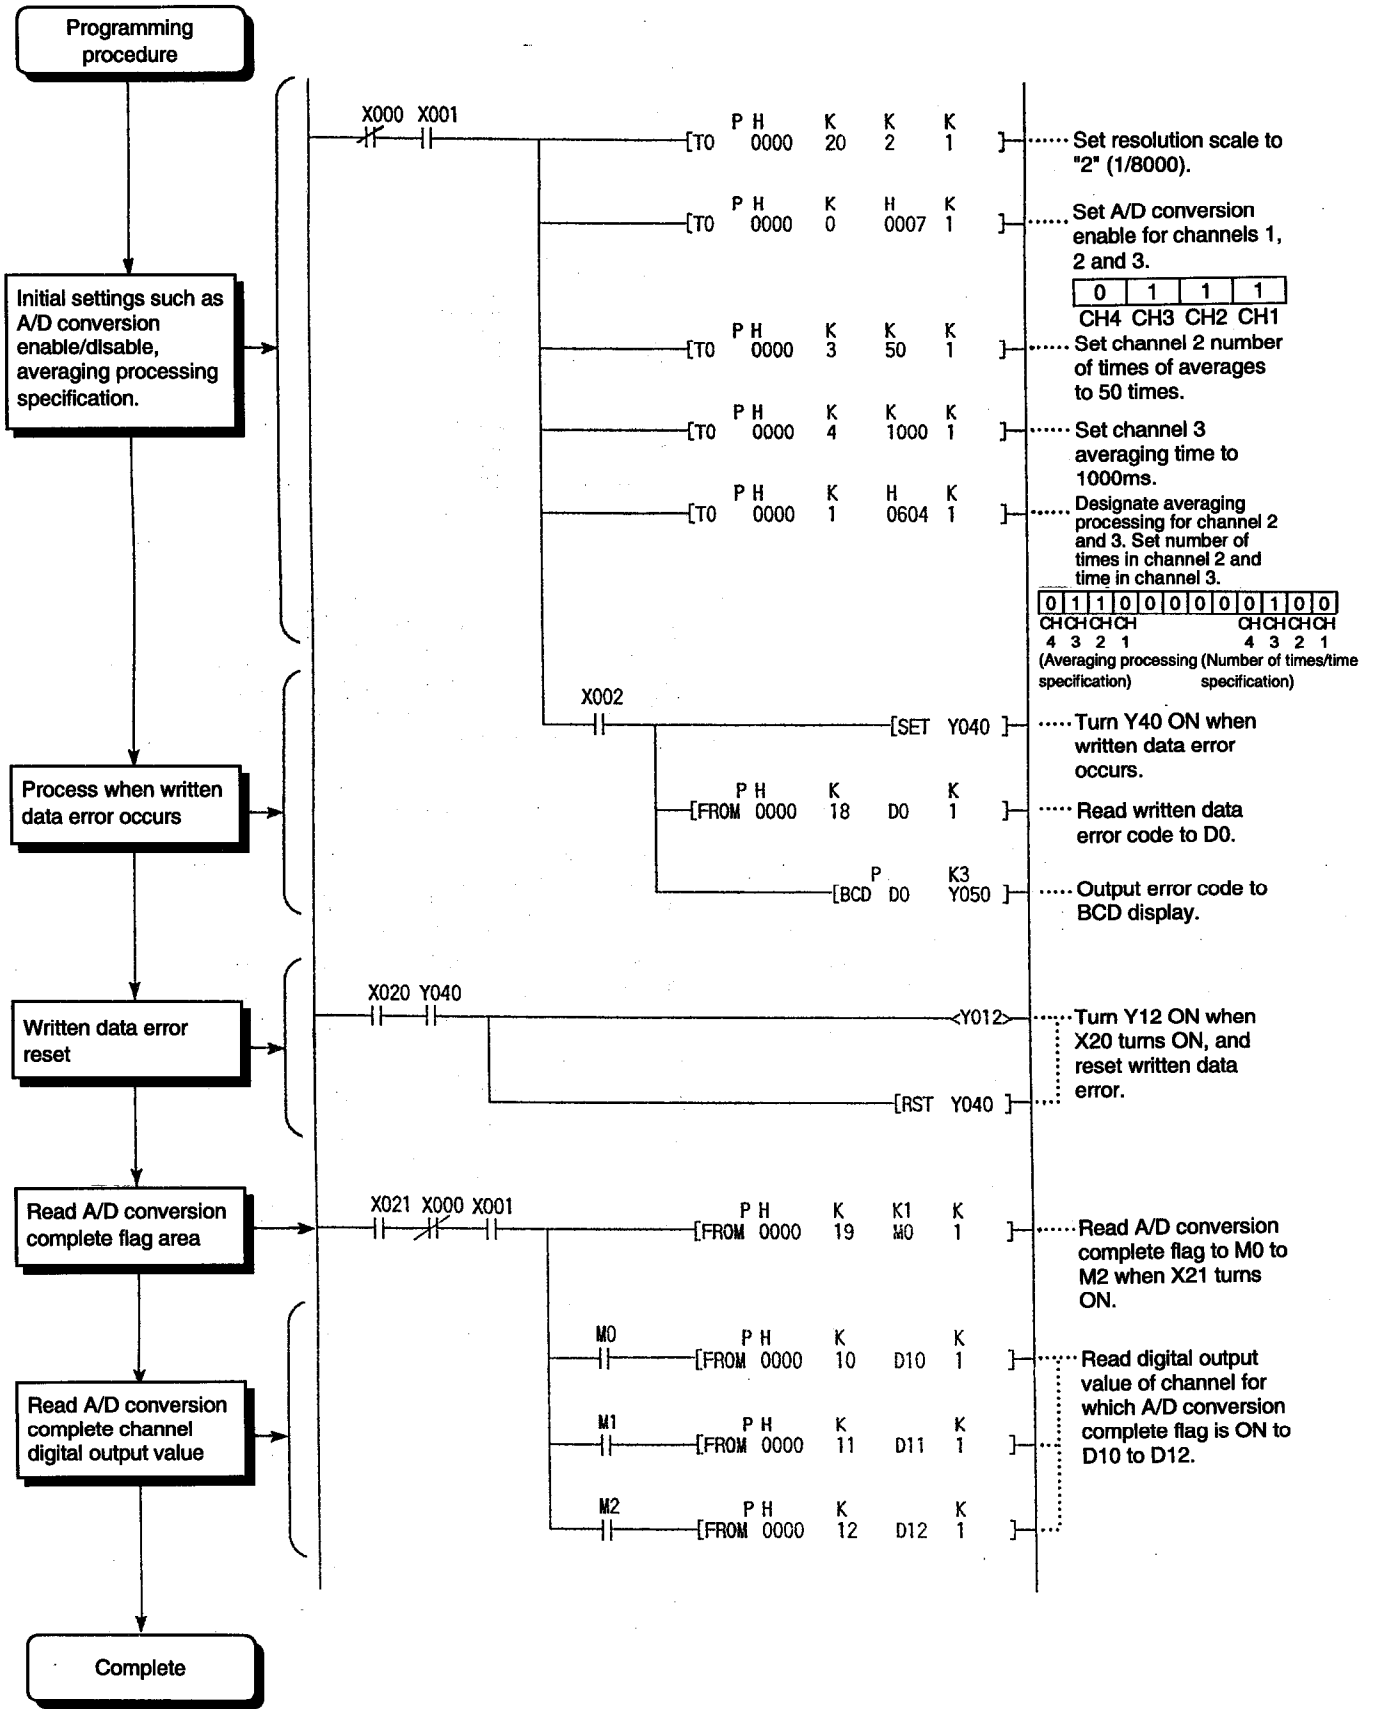 Programming
procedure
X000 X001
P H K K K
[TO 0000 20 2 1 ]
Set resolution scale to
"2" (1/8000).
P H K H K
[TO 0000 0 0007 1 ]
Set A/D conversion
enable for channels 1,
2 and 3.
0 1 1 1
CH4 CH3 CH2 CH1
Initial settings such as
A/D conversion
enable/disable,
averaging processing
specification.
P H K K K
[TO 0000 3 50 1 ]
Set channel 2 number
of times of averages
to 50 times.
P H K K K
[TO 0000 4 1000 1 ]
Set channel 3
averaging time to
1000ms.
P H K H K
[TO 0000 1 0604 1 ]
Designate averaging
processing for channel 2
and 3. Set number of
times in channel 2 and
time in channel 3.
0 1 1 0 0 0 0 0 0 1 0 0
CH CH CH CH CH CH CH CH
4 3 2 1 4 3 2 1
(Averaging processing (Number of times/time
specification) specification)
X002
[SET Y040 ]
Turn Y40 ON when
written data error
occurs.
Process when written
data error occurs
P H K K
[FROM 0000 18 D0 1 ]
Read written data
error code to D0.
P K3
[BCD D0 Y050 ]
Output error code to
BCD display.
Written data error
reset
X020 Y040
<Y012>
Turn Y12 ON when
X20 turns ON, and
reset written data
error.
[RST Y040 ]
Read A/D conversion
complete flag area
X021 X000 X001
P H K K1 K
[FROM 0000 19 M0 1 ]
Read A/D conversion
complete flag to M0 to
M2 when X21 turns
ON.
M0
P H K K
[FROM 0000 10 D10 1 ]
Read digital output
value of channel for
which A/D conversion
complete flag is ON to
D10 to D12.
Read A/D conversion
complete channel
digital output value
M1
P H K K
[FROM 0000 11 D11 1 ]
M2
P H K K
[FROM 0000 12 D12 1 ]
Complete